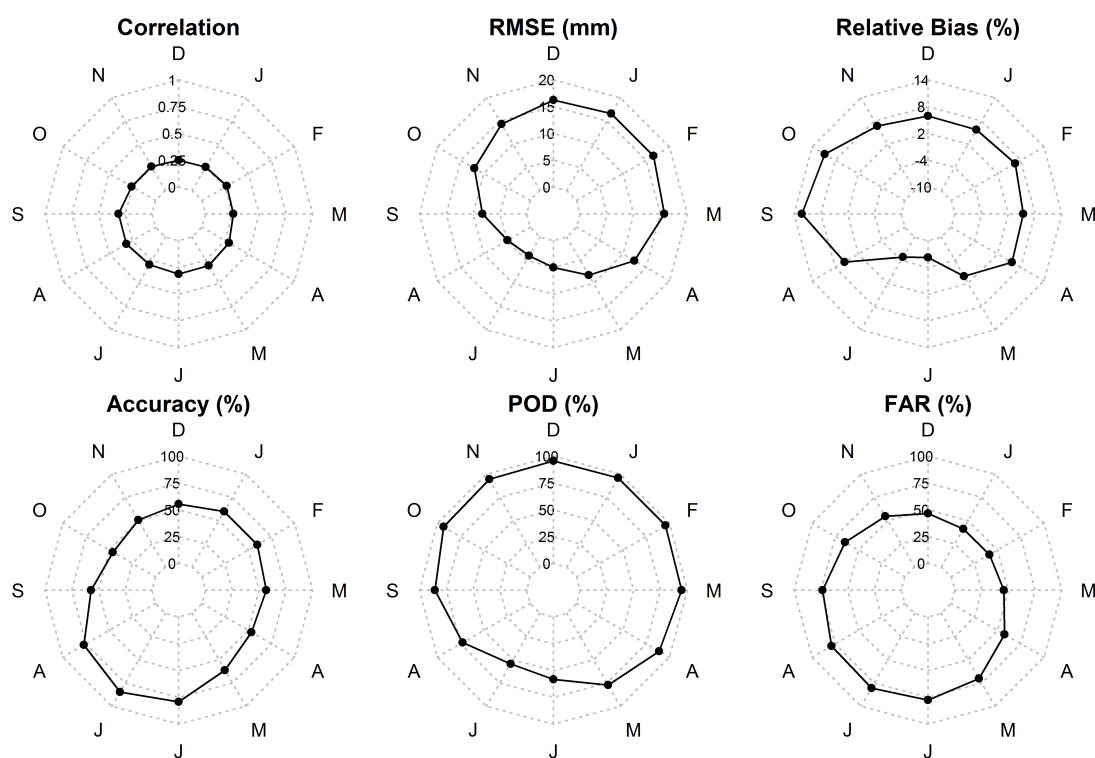 Correlation
D
N J
1
O 0.75 F
0.5
0.25
0
S M
A A
J M
J
RMSE (mm)
D
N J
20
15
O 10 F
5
0
S M
A A
J M
J
Relative Bias (%)
D
N J
14
8
O 2 F
-4
-10
S M
A A
J M
J
Accuracy (%)
D
N J
100
75
O 50 F
25
0
S M
A A
J M
J
POD (%)
D
N J
100
75
O 50 F
25
0
S M
A A
J M
J
FAR (%)
D
N J
100
75
O 50 F
25
0
S M
A A
J M
J